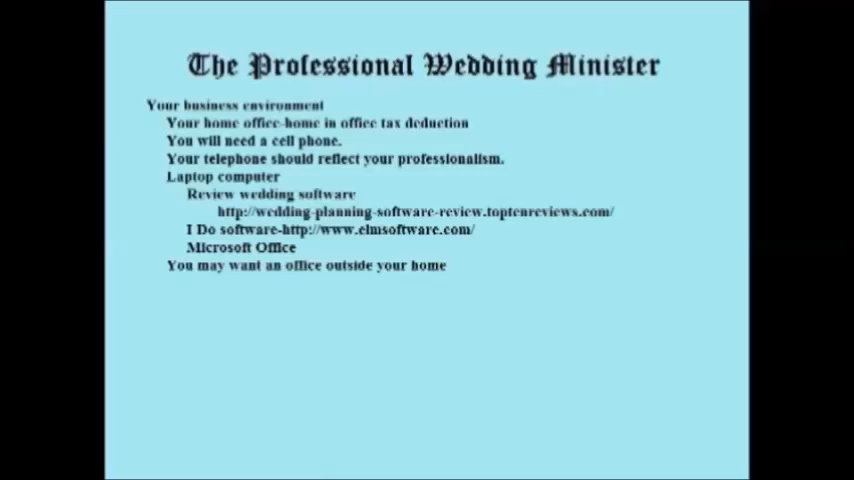 The Professional Wedding Minister
Your business environment
Your home office-home in office tax deduction
You will need a cell phone.
Your telephone should reflect your professionalism.
Laptop computer
Review wedding software
http://wedding-planning-software-review.toptenreviews.com/
I Do software-http://www.elmsoftware.com/
Microsoft Office
You may want an office outside your home